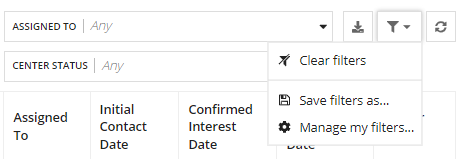 ASSIGNED TO | Any
CENTER STATUS | Any
Clear filters
Save filters as...
Manage my filters...
Assigned
To
Initial
Contact
Date
Confirmed
Interest
Date
Date